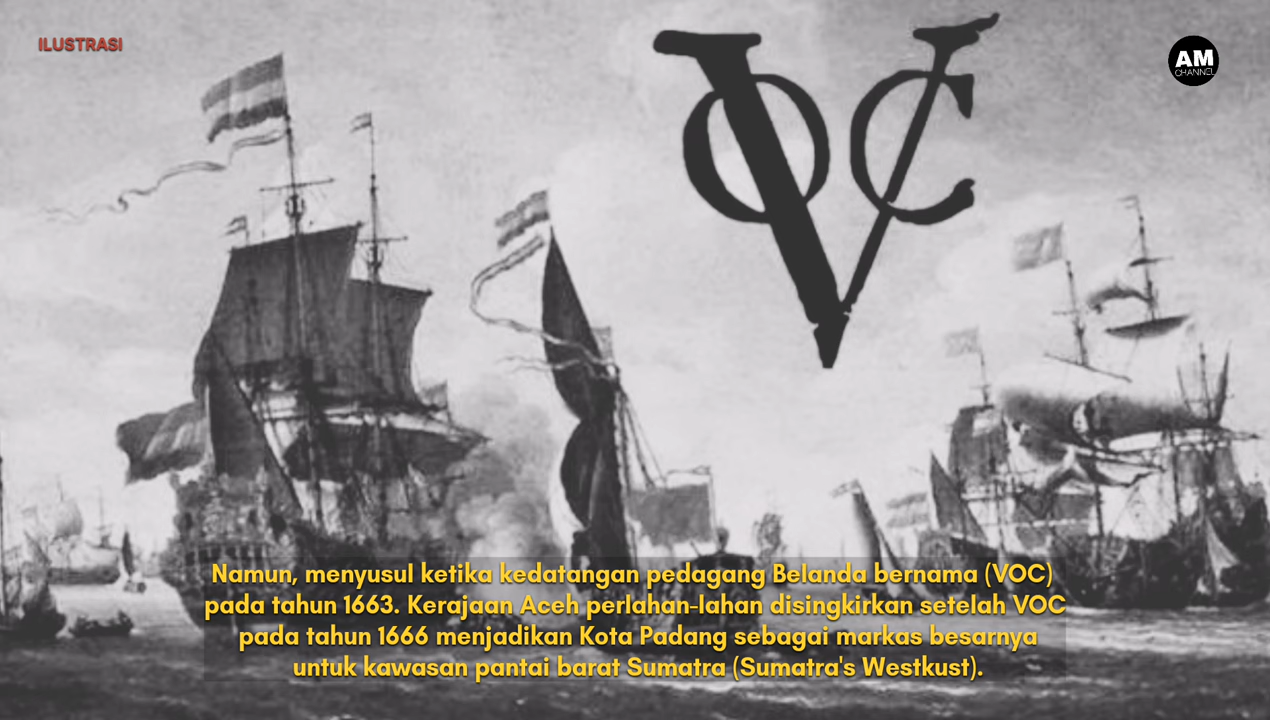 ILUSTRASI
AM
CHANNEL
VOC
Namun, menyusul ketika kedatangan pedagang Belanda bernama (VOC)
pada tahun 1663. Kerajaan Aceh perlahan-lahan disingkirkan setelah VOC
pada tahun 1666 menjadikan Kota Padang sebagai markas besarnya
untuk kawasan pantai barat Sumatra (Sumatra's Westkust).